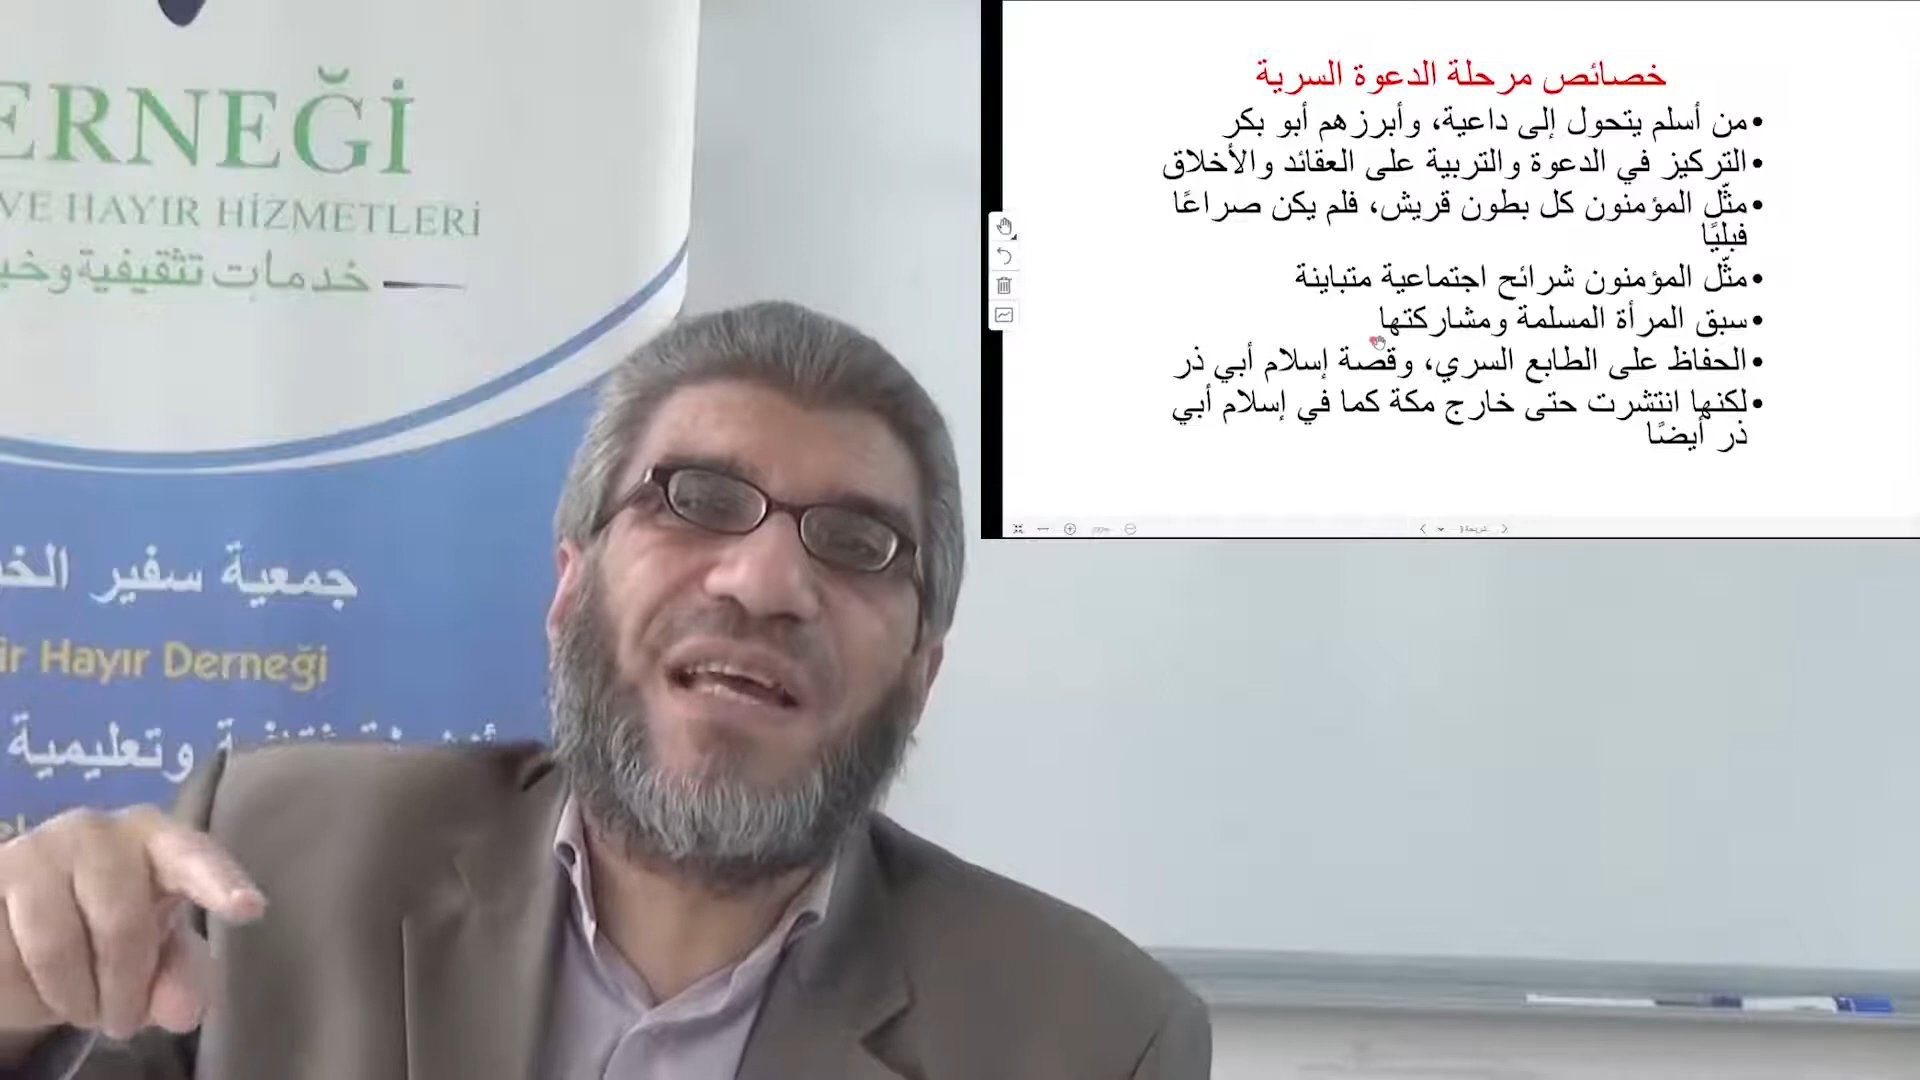 خصائص مرحلة الدعوة السرية
•من أسلم يتحول إلى داعية، وأبرزهم أبو بكر
•التركيز في الدعوة والتربية على العقائد والأخلاق
•مثّل المؤمنون كل بطون قريش، فلم يكن صراعًا
قبليًا
•مثّل المؤمنون شرائح اجتماعية متباينة
•سبق المرأة المسلمة ومشاركتها
•الحفاظ على الطابع السري، وقصة إسلام أبي ذر
•لكنها انتشرت حتى خارج مكة كما في إسلام أبي
ذر أيضًا
شريحة 3
ERNEĞİ
VE HAYIR HİZMETLERİ
خدمات تثقيفية وخي
جمعية سفير الخ
ir Hayır Derneği
وتعليمية